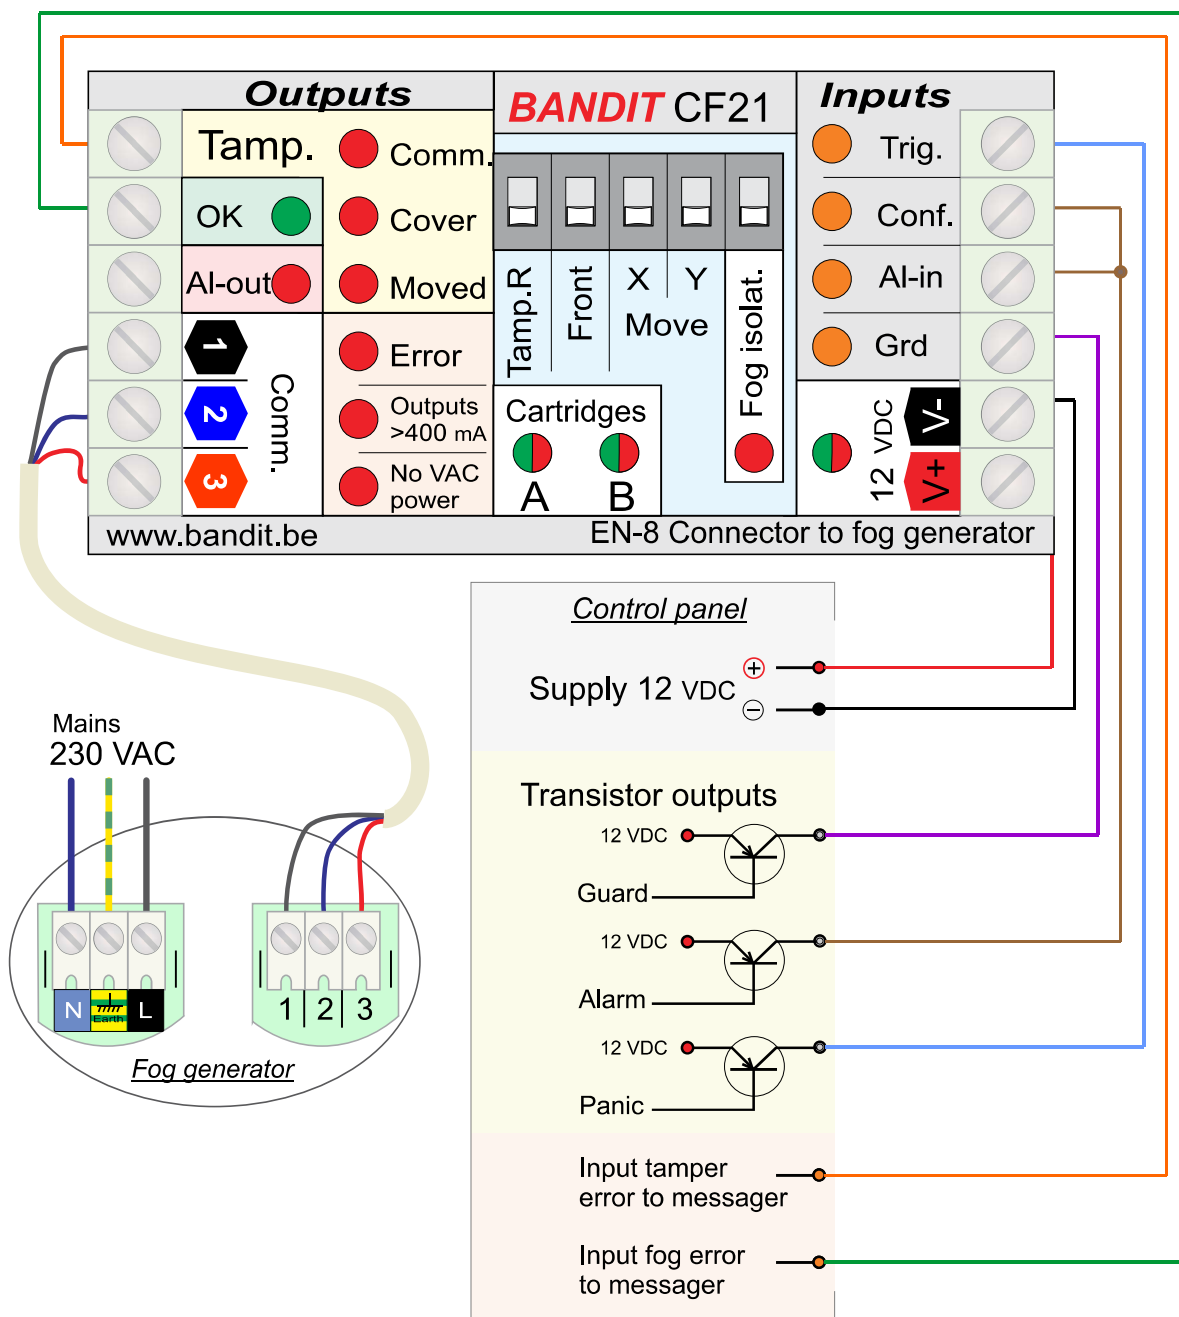 Outputs
BANDIT CF21
Inputs
Tamp.
Comm.
OK
Cover
AI-out
Moved
1
2
3
Comm.
Error
Outputs
>400 mA
No VAC
power
Tamp.R
Front
X
Y
Move
Fog isolat.
Cartridges
A
B
Trig.
Conf.
AI-in
Grd
12 VDC
V-
V+
www.bandit.be
EN-8 Connector to fog generator
Control panel
Supply 12 VDC
+
−
Mains
230 VAC
Transistor outputs
12 VDC
Guard
12 VDC
Alarm
12 VDC
Panic
N
Earth
L
1
2
3
Fog generator
Input tamper
error to messager
Input fog error
to messager